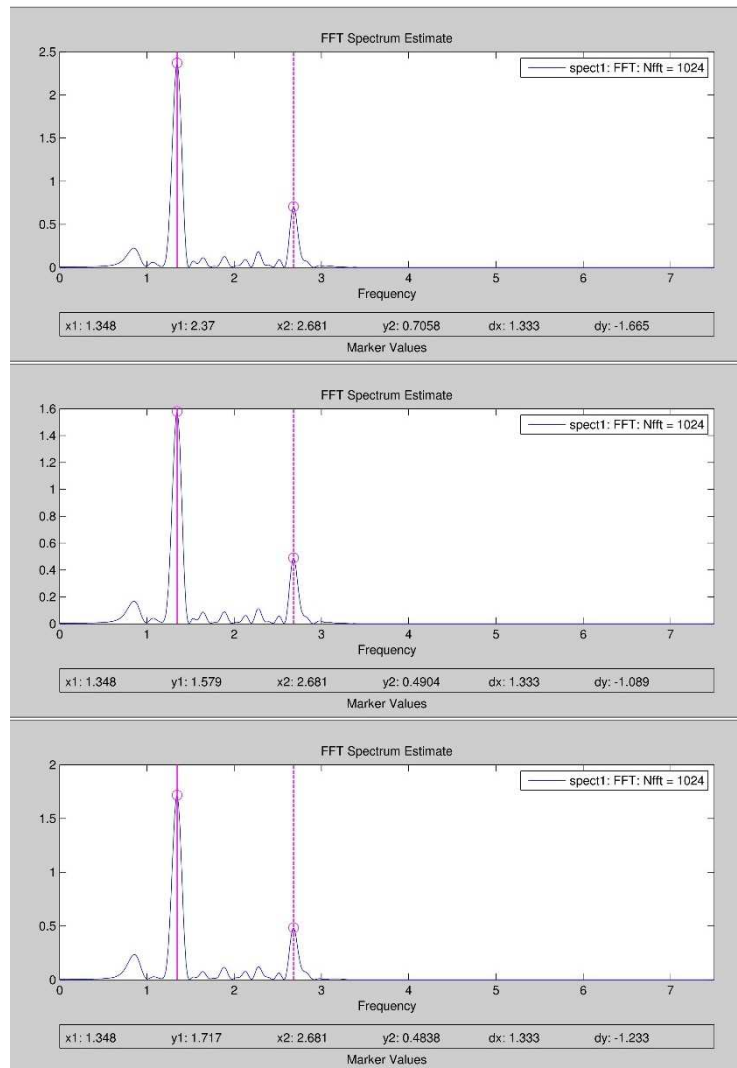 FFT Spectrum Estimate
2.5
spect1: FFT: Nfft = 1024
2
1.5
1
0.5
0
0 1 2 3 4 5 6 7
Frequency
x1: 1.348 y1: 2.37 x2: 2.681 y2: 0.7058 dx: 1.333 dy: -1.665
Marker Values
FFT Spectrum Estimate
1.6
spect1: FFT: Nfft = 1024
1.4
1.2
1
0.8
0.6
0.4
0.2
0
0 1 2 3 4 5 6 7
Frequency
x1: 1.348 y1: 1.579 x2: 2.681 y2: 0.4904 dx: 1.333 dy: -1.089
Marker Values
FFT Spectrum Estimate
2
spect1: FFT: Nfft = 1024
1.5
1
0.5
0
0 1 2 3 4 5 6 7
Frequency
x1: 1.348 y1: 1.717 x2: 2.681 y2: 0.4838 dx: 1.333 dy: -1.233
Marker Values